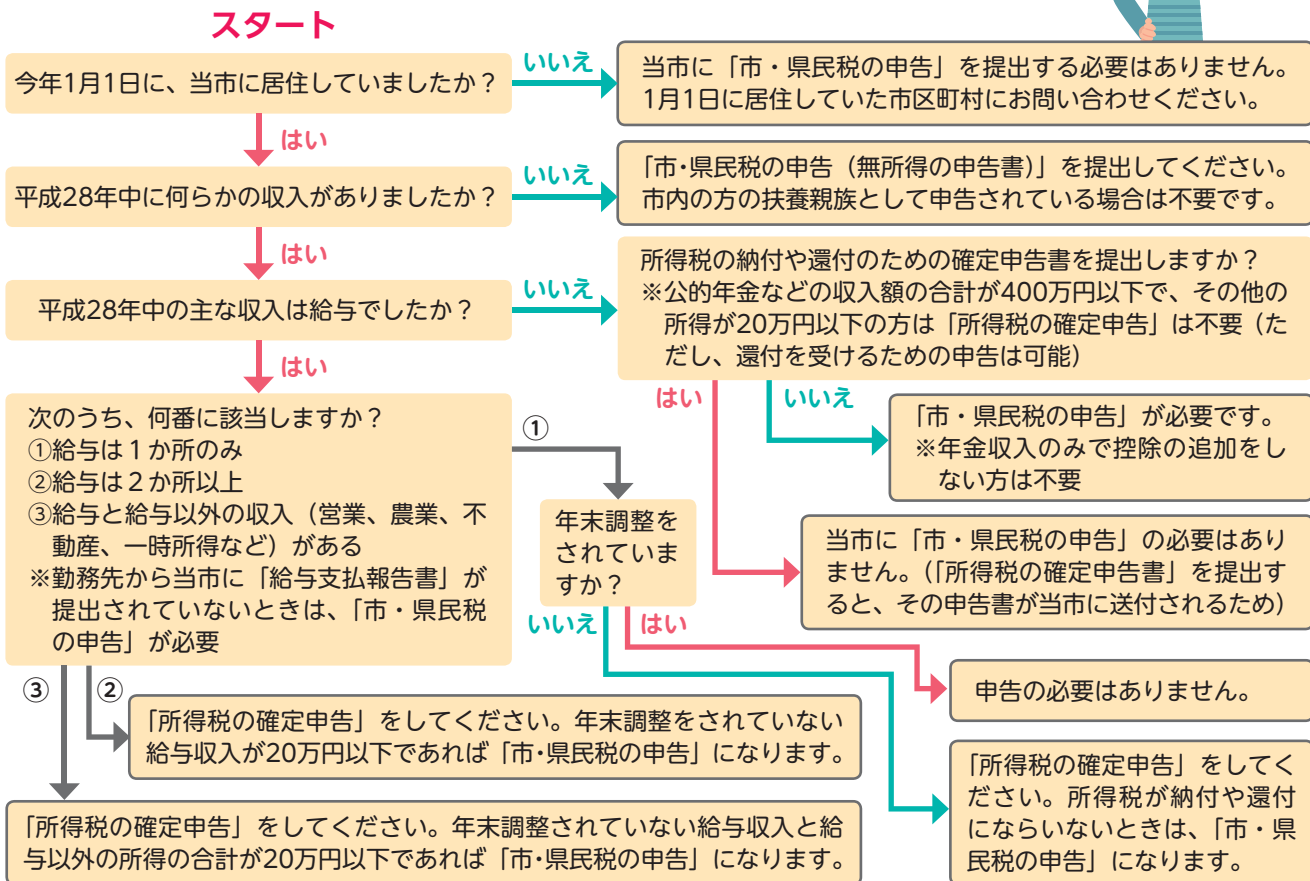 スタート
今年1月1日に、当市に居住していましたか？
いいえ
当市に「市・県民税の申告」を提出する必要はありません。
1月1日に居住していた市区町村にお問い合わせください。
はい
平成28年中に何らかの収入がありましたか？
いいえ
「市・県民税の申告（無所得の申告書）」を提出してください。
市内の方の扶養親族として申告されている場合は不要です。
はい
平成28年中の主な収入は給与でしたか？
いいえ
所得税の納付や還付のための確定申告書を提出しますか？
※公的年金などの収入額の合計が400万円以下で、その他の
所得が20万円以下の方は「所得税の確定申告」は不要（た
だし、還付を受けるための申告は可能）
はい
はい
いいえ
「市・県民税の申告」が必要です。
※年金収入のみで控除の追加をし
ない方は不要
当市に「市・県民税の申告」の必要はあり
ません。（「所得税の確定申告書」を提出す
ると、その申告書が当市に送付されるため）
次のうち、何番に該当しますか？
①給与は１か所のみ
②給与は２か所以上
③給与と給与以外の収入（営業、農業、不
動産、一時所得など）がある
※勤務先から当市に「給与支払報告書」が
提出されていないときは、「市・県民税
の申告」が必要
①
年末調整を
されていま
すか？
いいえ
はい
申告の必要はありません。
「所得税の確定申告」をしてく
ださい。所得税が納付や還付
にならいないときは、「市・県
民税の申告」になります。
③
②
「所得税の確定申告」をしてください。年末調整をされていない
給与収入が20万円以下であれば「市・県民税の申告」になります。
「所得税の確定申告」をしてください。年末調整されていない給与収入と給
与以外の所得の合計が20万円以下であれば「市・県民税の申告」になります。